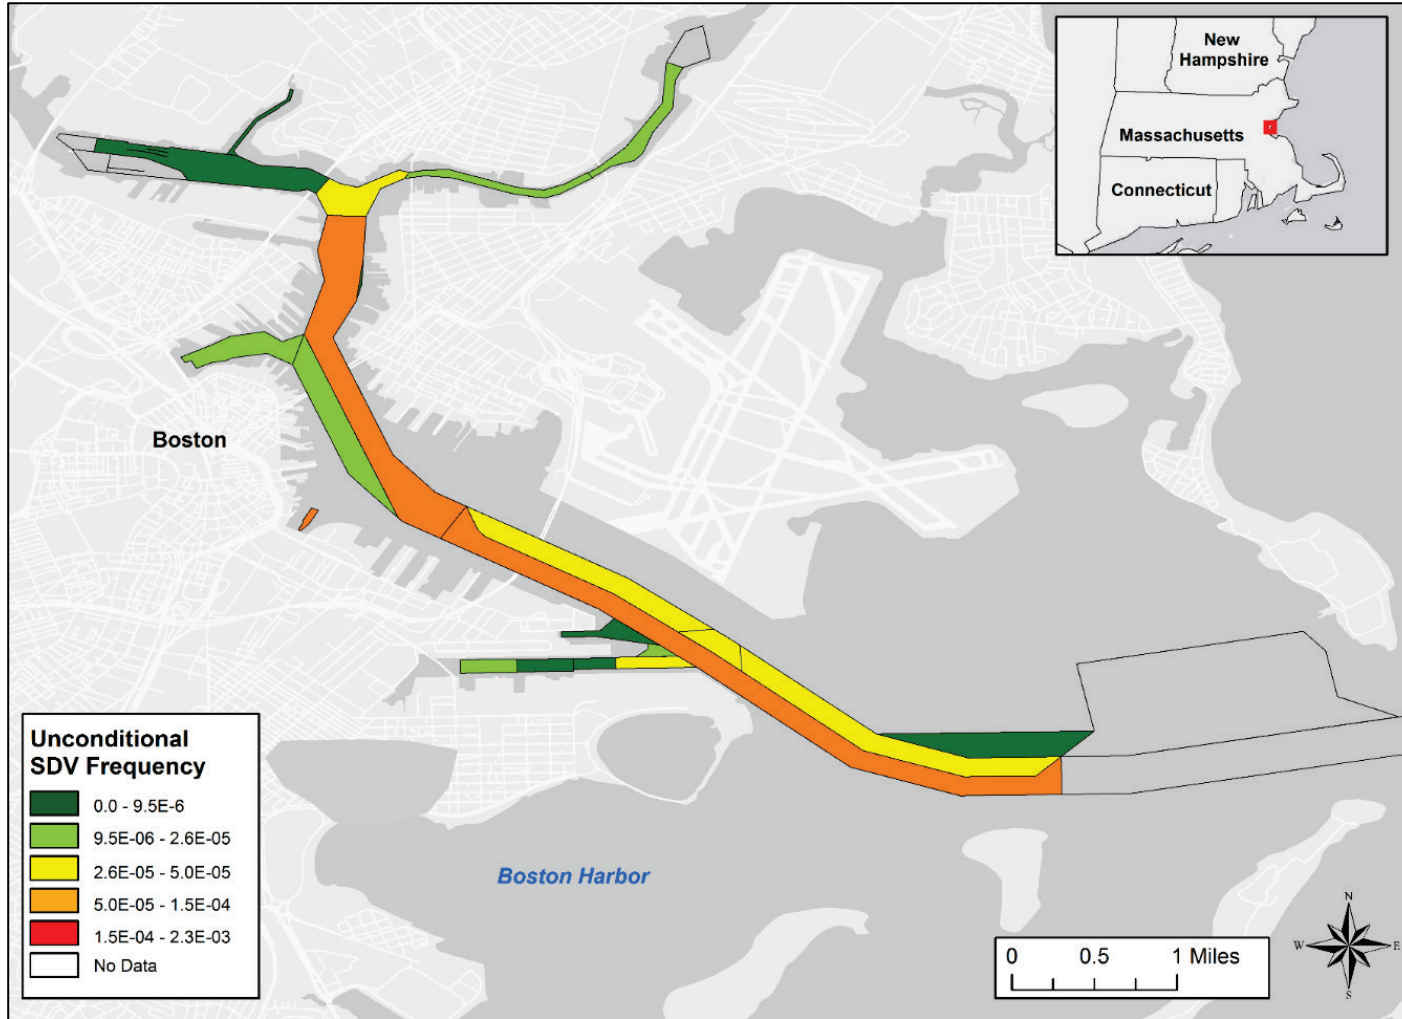 New
Hampshire
Massachusetts
Connecticut
Boston
Unconditional
SDV Frequency
0.0 - 9.5E-6
9.5E-06 - 2.6E-05
2.6E-05 - 5.0E-05
5.0E-05 - 1.5E-04
1.5E-04 - 2.3E-03
No Data
Boston Harbor
0 0.5 1 Miles
N
W E
S